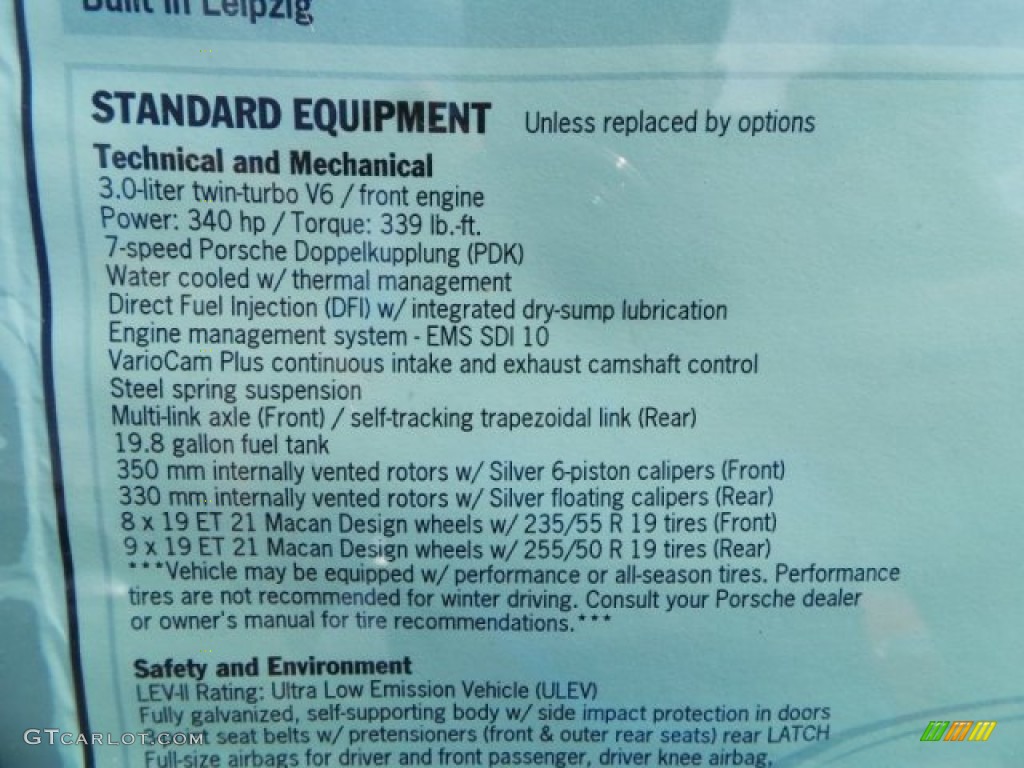 Built in Leipzig
STANDARD EQUIPMENT Unless replaced by options
Technical and Mechanical
3.0-liter twin-turbo V6 / front engine
Power: 340 hp / Torque: 339 lb.-ft.
7-speed Porsche Doppelkupplung (PDK)
Water cooled w/ thermal management
Direct Fuel Injection (DFI) w/ integrated dry-sump lubrication
Engine management system - EMS SDI 10
VarioCam Plus continuous intake and exhaust camshaft control
Steel spring suspension
Multi-link axle (Front) / self-tracking trapezoidal link (Rear)
19.8 gallon fuel tank
350 mm internally vented rotors w/ Silver 6-piston calipers (Front)
330 mm internally vented rotors w/ Silver floating calipers (Rear)
8 x 19 ET 21 Macan Design wheels w/ 235/55 R 19 tires (Front)
9 x 19 ET 21 Macan Design wheels w/ 255/50 R 19 tires (Rear)
***Vehicle may be equipped w/ performance or all-season tires. Performance
tires are not recommended for winter driving. Consult your Porsche dealer
or owner's manual for tire recommendations.***
Safety and Environment
LEV-II Rating: Ultra Low Emission Vehicle (ULEV)
Fully galvanized, self-supporting body w/ side impact protection in doors
seat belts w/ pretensioners (front & outer rear seats) rear LATCH
Full-size airbags for driver and front passenger, driver knee airbag,
GTCARLOT.COM